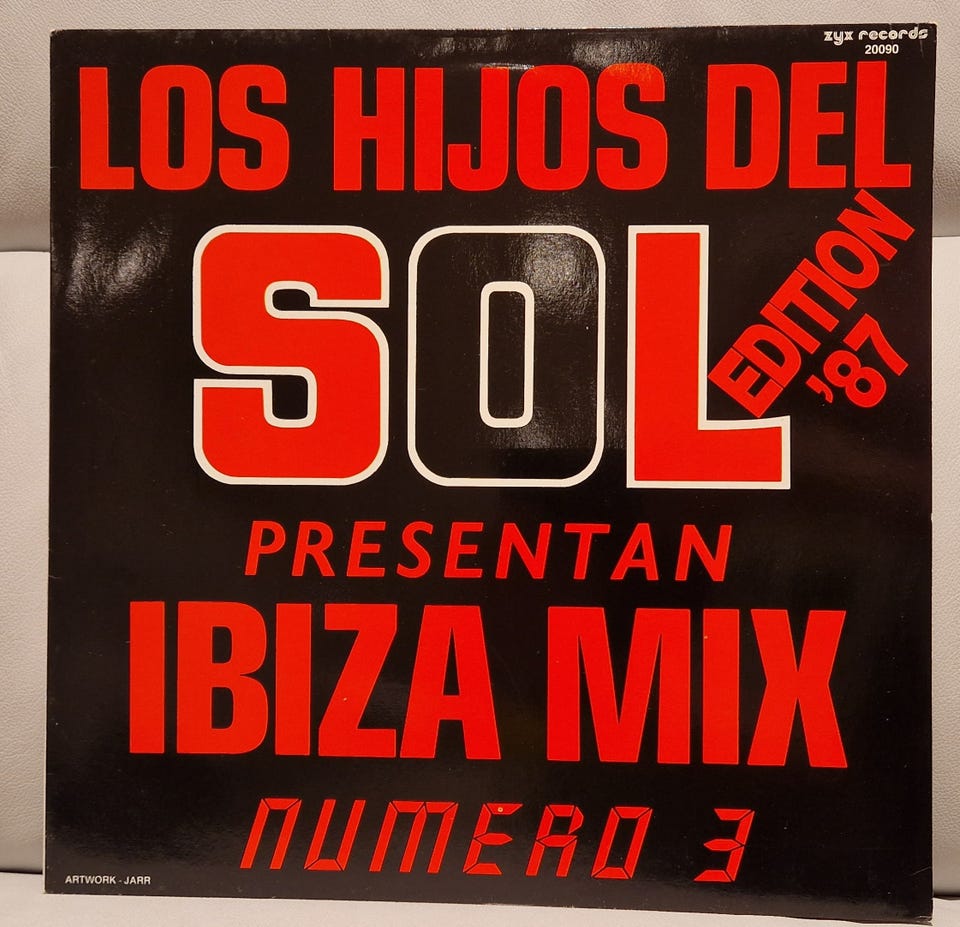 zyx records
20090
LOS HIJOS DEL
SOL
EDITION
'87
PRESENTAN
IBIZA MIX
NUMERO 3
ARTWORK - JARR